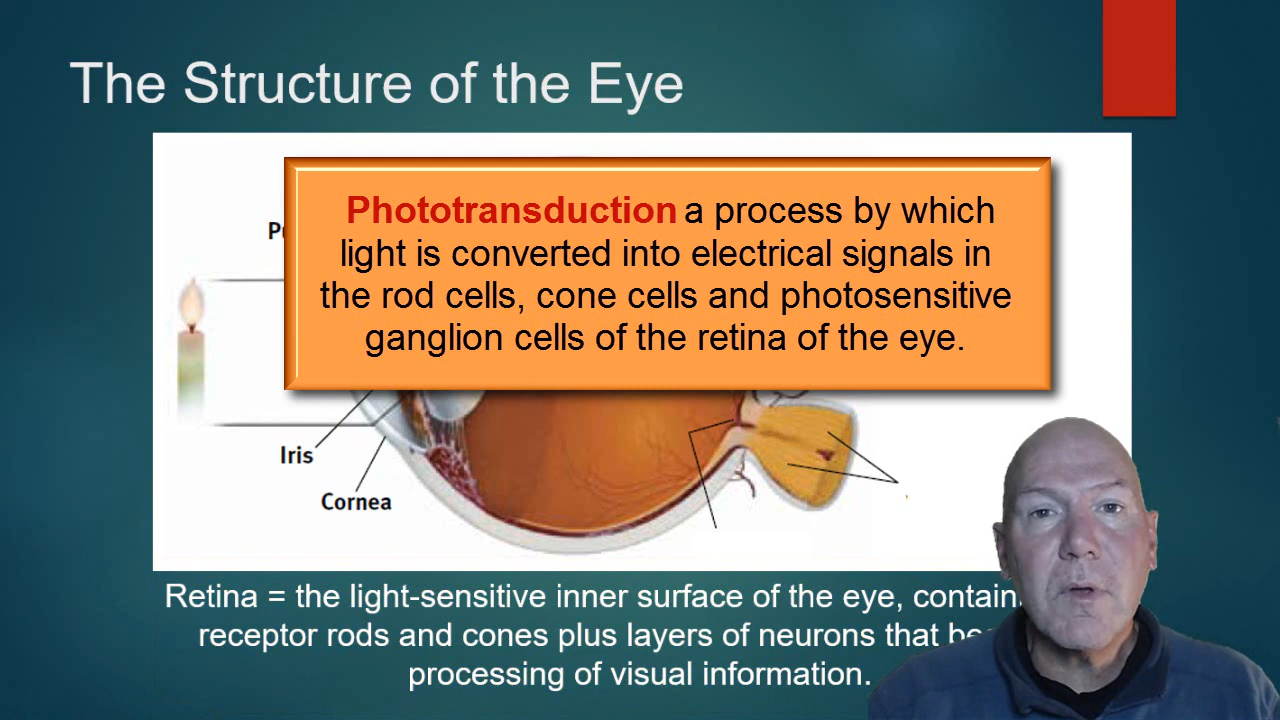 The Structure of the Eye
Phototransduction a process by which
light is converted into electrical signals in
the rod cells, cone cells and photosensitive
ganglion cells of the retina of the eye.
Iris
Cornea
Retina = the light-sensitive inner surface of the eye,
receptor rods and cones plus layers of neurons that
processing of visual information.